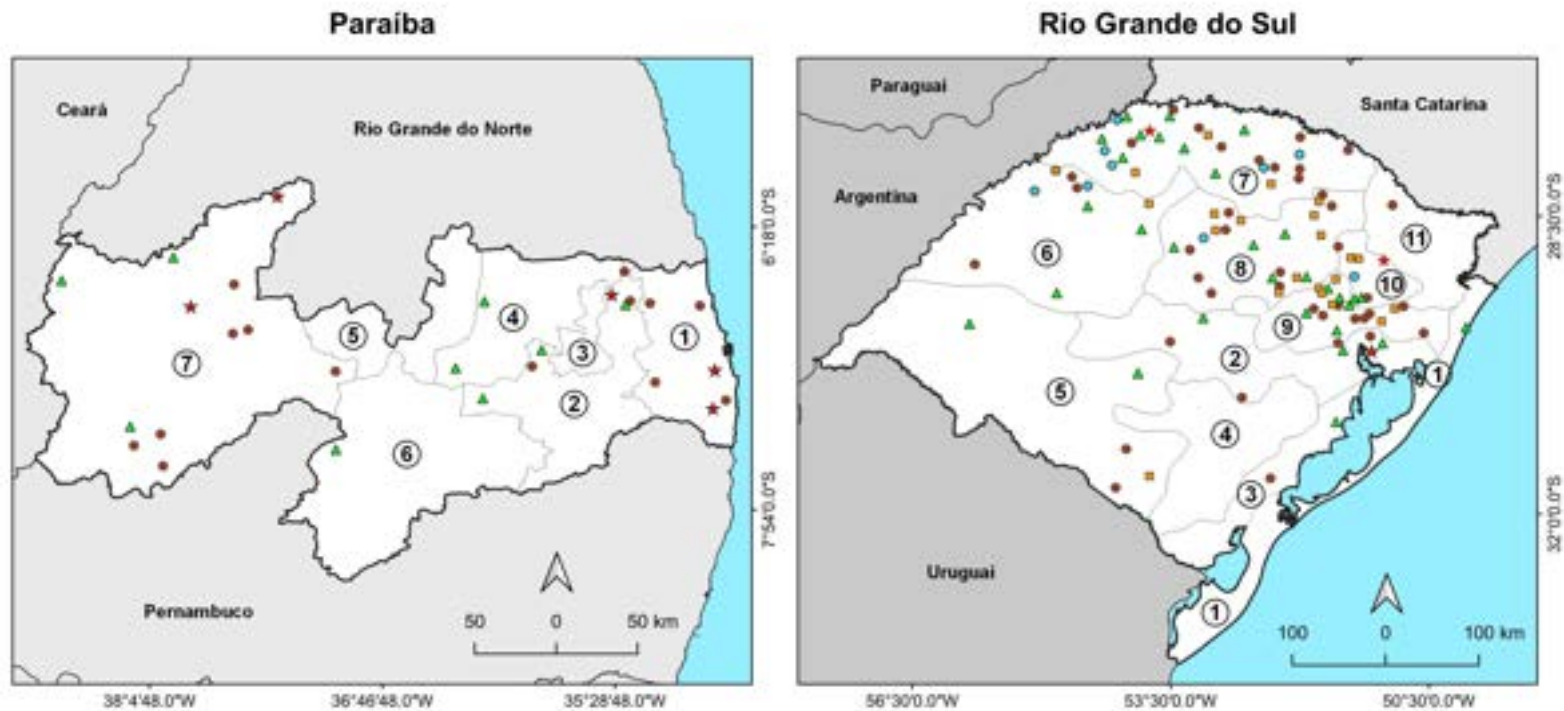 Paraíba
Ceará
Rio Grande do Norte
6°18'0.0"S
4
1
5
3
7
2
6
7°54'0.0"S
Pernambuco
50 0 50 km
38°4'48.0"W 36°46'48.0"W 35°28'48.0"W
Rio Grande do Sul
Paraguai
Santa Catarina
Argentina
7
28°30'0.0"S
11
6
8
10
9
2
1
5
4
3
32°0'0.0"S
Uruguai
1
100 0 100 km
56°30'0.0"W 53°30'0.0"W 50°30'0.0"W